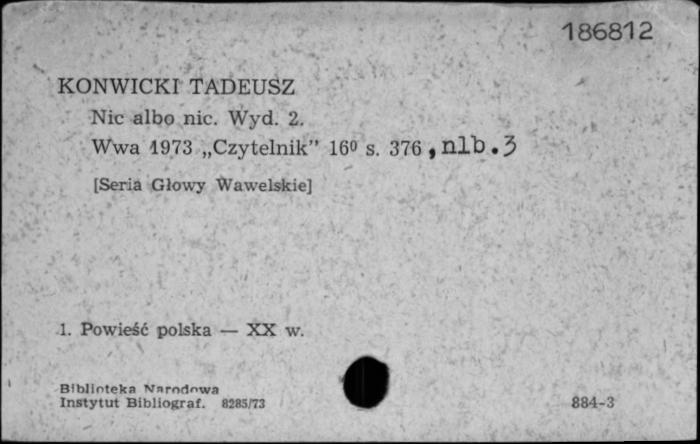 186812
KONWICKI TADEUSZ
Nic albo nic. Wyd. 2.
Wwa 1973 „Czytelnik” 16⁰ s. 376, nlb. 3
[Seria Głowy Wawelskie]
1. Powieść polska — XX w.
Biblioteka Narodowa
Instytut Bibliograf. 8285/73
884-3